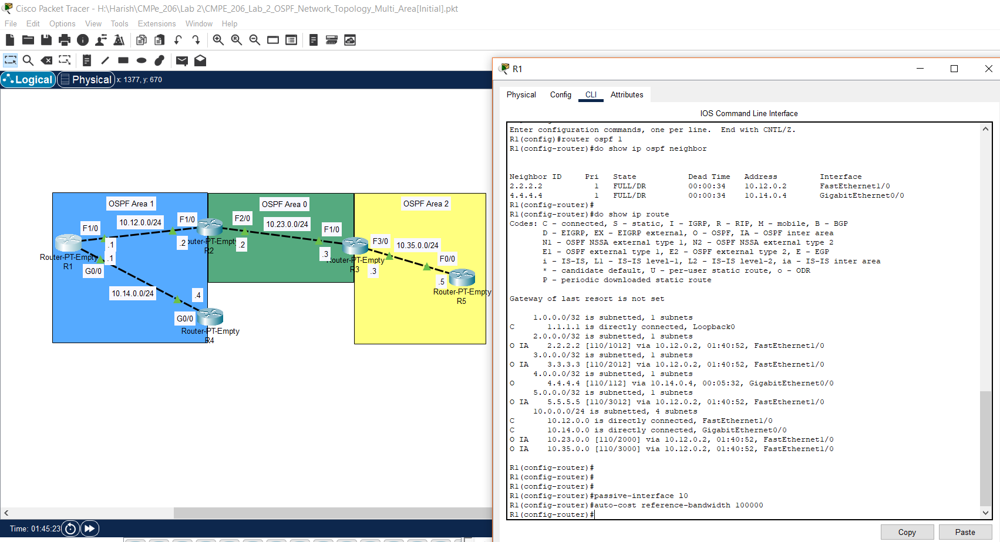 Cisco Packet Tracer - H:\Harish\CMPe_206\Lab 2\CMPE_206_Lab_2_OSPF_Network_Topology_Multi_Area[Initial].pkt
File Edit Options View Tools Extensions Window Help
Logical Physical x: 1377, y: 670
OSPF Area 1
OSPF Area 0
OSPF Area 2
F1/0
10.12.0.0/24
F1/0
F2/0
10.23.0.0/24
F1/0
F3/0
10.35.0.0/24
F0/0
.1
.2
.2
.3
.3
.5
.1
Router-PT-Empty
R1
outer-PT-Empty
R2
outer-PT-Empty
R3
Router-PT-Empty
R5
G0/0
10.14.0.0/24
.4
G0/0
Router-PT-Empty
R4
Time: 01:45:23
R1
Physical Config CLI Attributes
IOS Command Line Interface
Enter configuration commands, one per line. End with CNTL/Z.
R1(config)#router ospf 1
R1(config-router)#do show ip ospf neighbor
Neighbor ID Pri State Dead Time Address Interface
2.2.2.2 1 FULL/DR 00:00:34 10.12.0.2 FastEthernet1/0
4.4.4.4 1 FULL/DR 00:00:34 10.14.0.4 GigabitEthernet0/0
R1(config-router)#
R1(config-router)#do show ip route
Codes: C - connected, S - static, I - IGRP, R - RIP, M - mobile, B - BGP
D - EIGRP, EX - EIGRP external, O - OSPF, IA - OSPF inter area
N1 - OSPF NSSA external type 1, N2 - OSPF NSSA external type 2
E1 - OSPF external type 1, E2 - OSPF external type 2, E - EGP
i - IS-IS, L1 - IS-IS level-1, L2 - IS-IS level-2, ia - IS-IS inter area
* - candidate default, U - per-user static route, o - ODR
P - periodic downloaded static route
Gateway of last resort is not set
1.0.0.0/32 is subnetted, 1 subnets
C 1.1.1.1 is directly connected, Loopback0
2.0.0.0/32 is subnetted, 1 subnets
O IA 2.2.2.2 [110/1012] via 10.12.0.2, 01:40:52, FastEthernet1/0
3.0.0.0/32 is subnetted, 1 subnets
O IA 3.3.3.3 [110/2012] via 10.12.0.2, 01:40:52, FastEthernet1/0
4.0.0.0/32 is subnetted, 1 subnets
O 4.4.4.4 [110/112] via 10.14.0.4, 00:05:32, GigabitEthernet0/0
5.0.0.0/32 is subnetted, 1 subnets
O IA 5.5.5.5 [110/3012] via 10.12.0.2, 01:40:52, FastEthernet1/0
10.0.0.0/24 is subnetted, 4 subnets
C 10.12.0.0 is directly connected, FastEthernet1/0
C 10.14.0.0 is directly connected, GigabitEthernet0/0
O IA 10.23.0.0 [110/2000] via 10.12.0.2, 01:40:52, FastEthernet1/0
O IA 10.35.0.0 [110/3000] via 10.12.0.2, 01:40:52, FastEthernet1/0
R1(config-router)#
R1(config-router)#
R1(config-router)#
R1(config-router)#passive-interface l0
R1(config-router)#auto-cost reference-bandwidth 100000
R1(config-router)#
Copy Paste